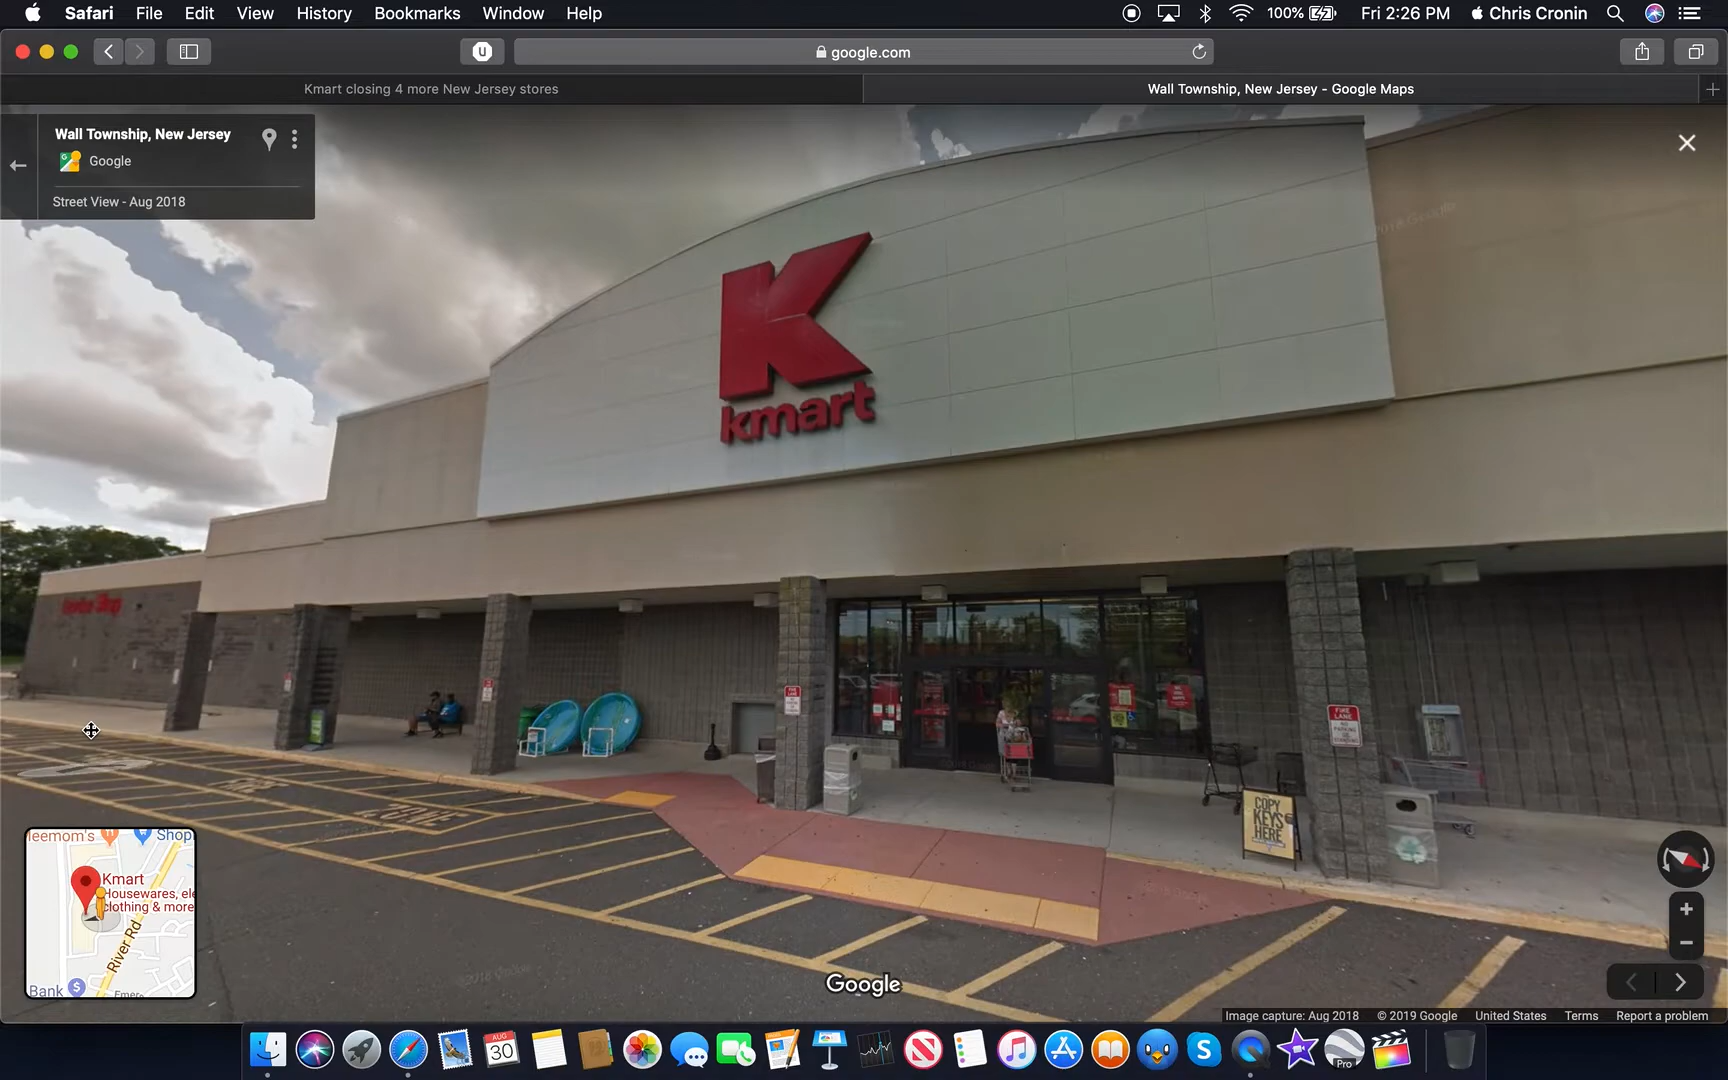 Safari File Edit View History Bookmarks Window Help
100% Fri 2:26 PM Chris Cronin
U
google.com
Kmart closing 4 more New Jersey stores
Wall Township, New Jersey - Google Maps
Wall Township, New Jersey
Google
Street View - Aug 2018
K
kmart
FIRE
LANE
FIRE
ZONE
COPY
KEYS
HERE
Shop
Kmart
Housewares, ele
clothing & more
River Rd
Bank
$
Google
Image capture: Aug 2018 © 2019 Google United States Terms Report a problem
AUG
30
Pro